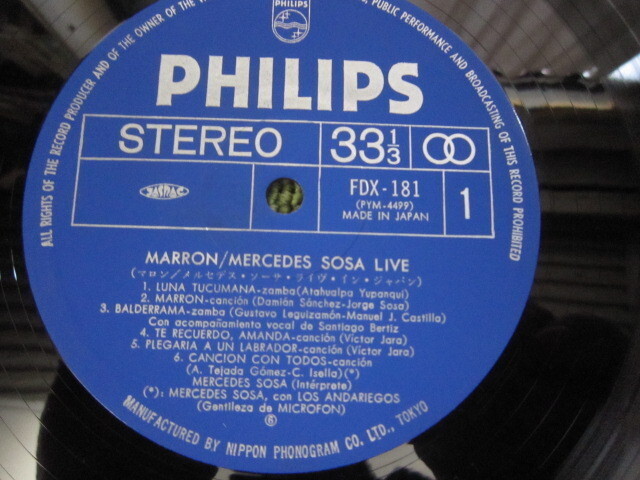 PHILIPS
ALL RIGHTS OF THE RECORD PRODUCER AND OF THE OWNER OF THE
PUBLIC PERFORMANCE AND BROADCASTING OF THIS RECORD PROHIBITED
PHILIPS
STEREO
33 1/3
JASRAC
FDX-181
(PYM-4499)
MADE IN JAPAN
1
MARRON/MERCEDES SOSA LIVE
(マロン/メルセデス・ソーサ・ライヴ・イン・ジャパン)
1. LUNA TUCUMANA-zamba(Atahualpa Yupanqui)
2. MARRON-canción (Damián Sánchez-Jorge Sosa)
3. BALDERRAMA-zamba (Gustavo Leguizamón-Manuel J. Castilla)
Con acompañamiento vocal de Santiago Bertiz
4. TE RECUERDO, AMANDA-canción (Víctor Jara)
5. PLEGARIA A UN LABRADOR-canción (Víctor Jara)
6. CANCION CON TODOS-canción
(A. Tejada Gómez-C. Isella)(*)
MERCEDES SOSA (Intérprete)
(*): MERCEDES SOSA, con LOS ANDARIEGOS
(Gentileza de MICROFON)
MANUFACTURED BY NIPPON PHONOGRAM CO. LTD., TOKYO